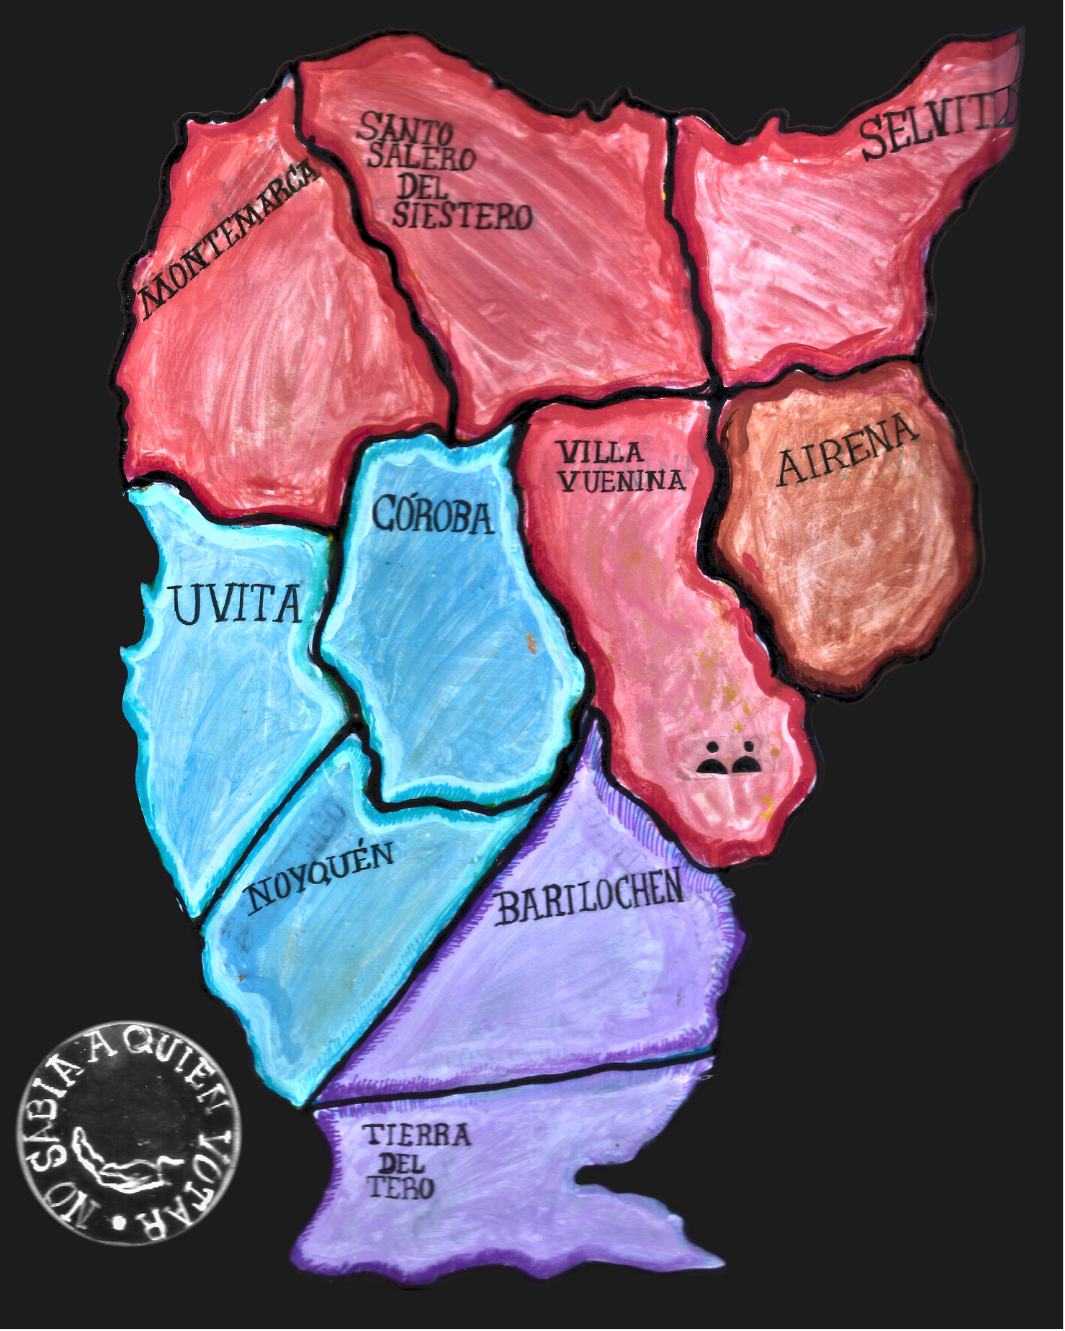 SANTO
SALERO
DEL
SIESTERO
SELVITA
MONTEMARCA
VILLA
VUENINA
AIRENA
CÓROBA
UVITA
NOYQUÉN
BARILOCHEN
TIERRA
DEL
TERO
NO SABIA A QUIEN VOTAR •